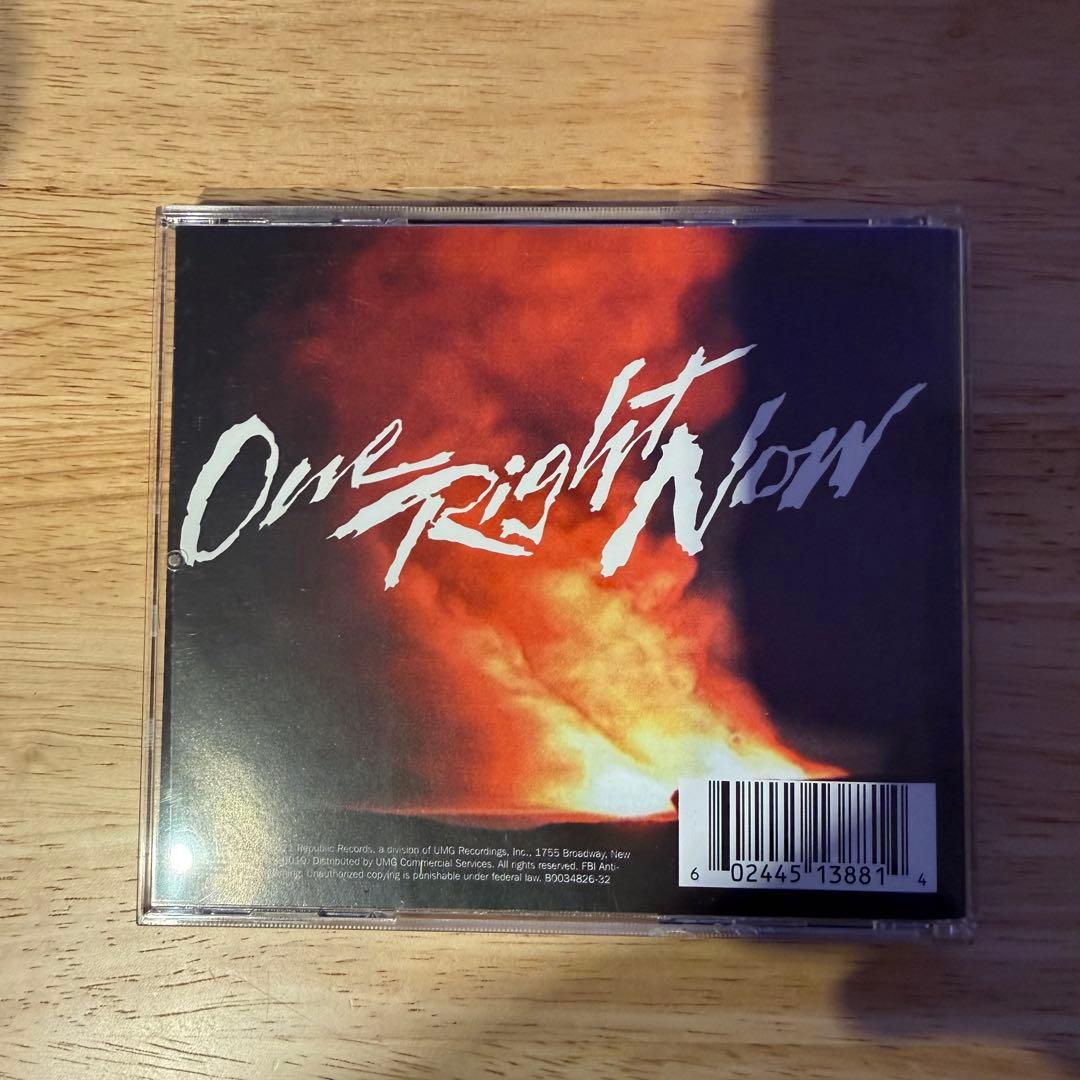 One Right Now
Republic Records, a division of UMG Recordings, Inc., 1755 Broadway, New
Distributed by UMG Commercial Services. All rights reserved. FBI Anti-
Unauthorized copying is punishable under federal law. B0034826-32
6 02445 13881 4